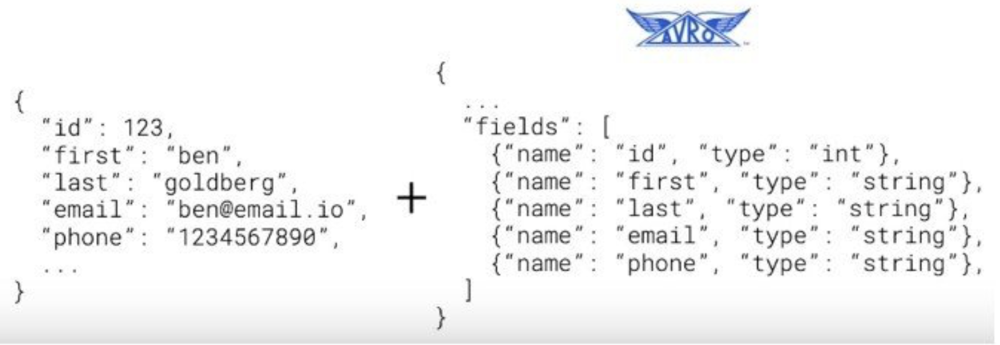 {
"id": 123,
"first": "ben",
"last": "goldberg",
"email": "ben@email.io",
"phone": "1234567890",
...
}
+
AVRO
{
...
"fields": [
{"name": "id", "type": "int"},
{"name": "first", "type": "string"},
{"name": "last", "type": "string"},
{"name": "email", "type": "string"},
{"name": "phone", "type": "string"},
]
}